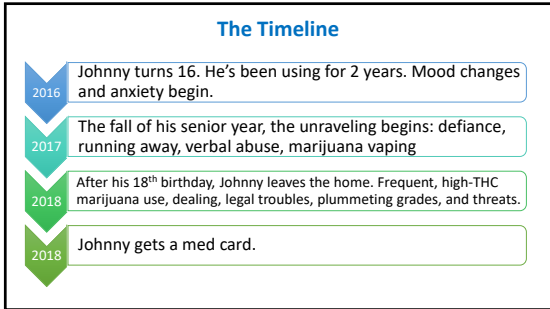 The Timeline
2016
Johnny turns 16. He's been using for 2 years. Mood changes
and anxiety begin.
2017
The fall of his senior year, the unraveling begins: defiance,
running away, verbal abuse, marijuana vaping
2018
After his 18th birthday, Johnny leaves the home. Frequent, high-THC
marijuana use, dealing, legal troubles, plummeting grades, and threats.
2018
Johnny gets a med card.